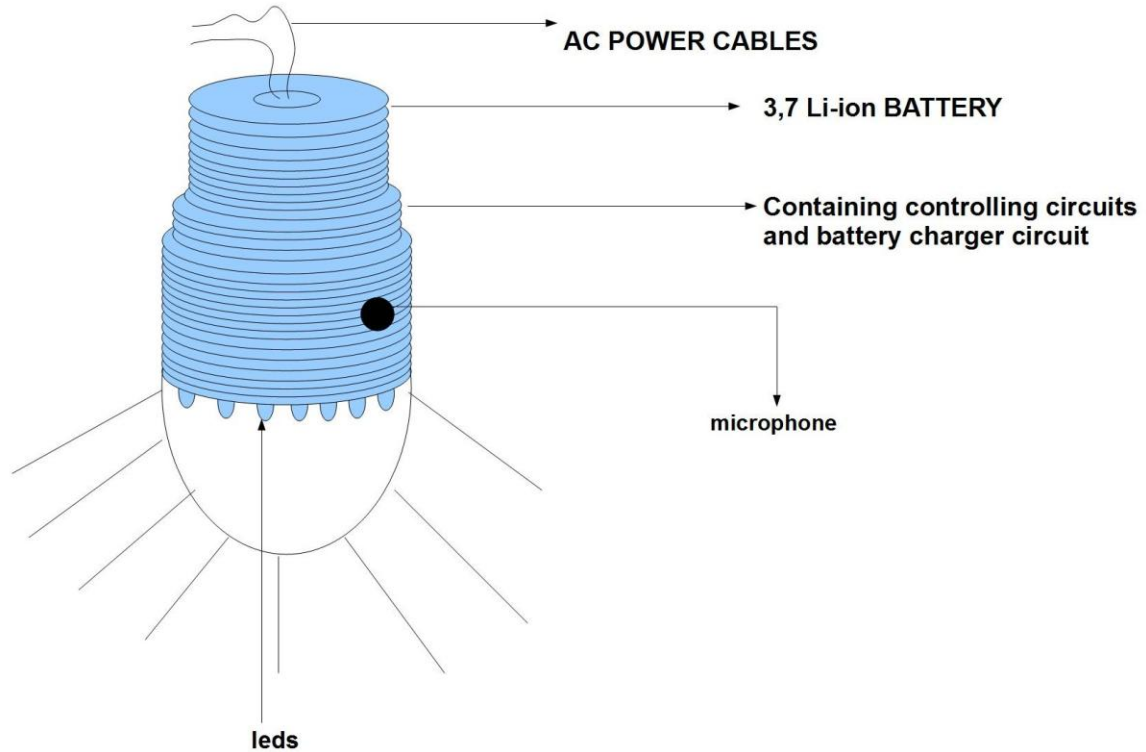 AC POWER CABLES
3,7 Li-ion BATTERY
Containing controlling circuits
and battery charger circuit
microphone
leds